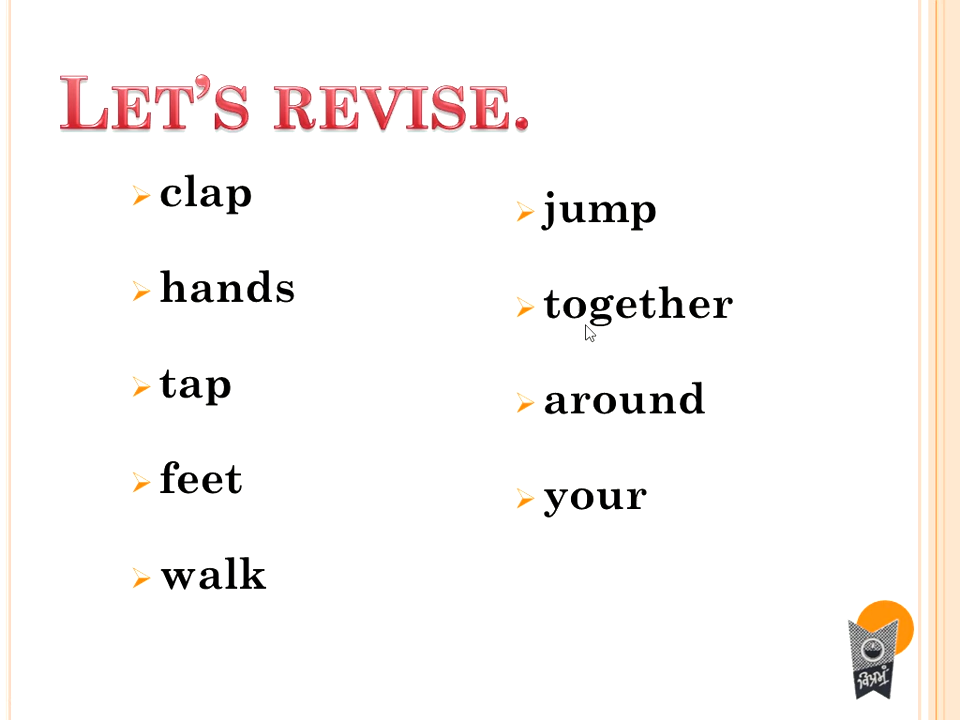 LET'S REVISE.
clap
hands
tap
feet
walk
jump
together
around
your